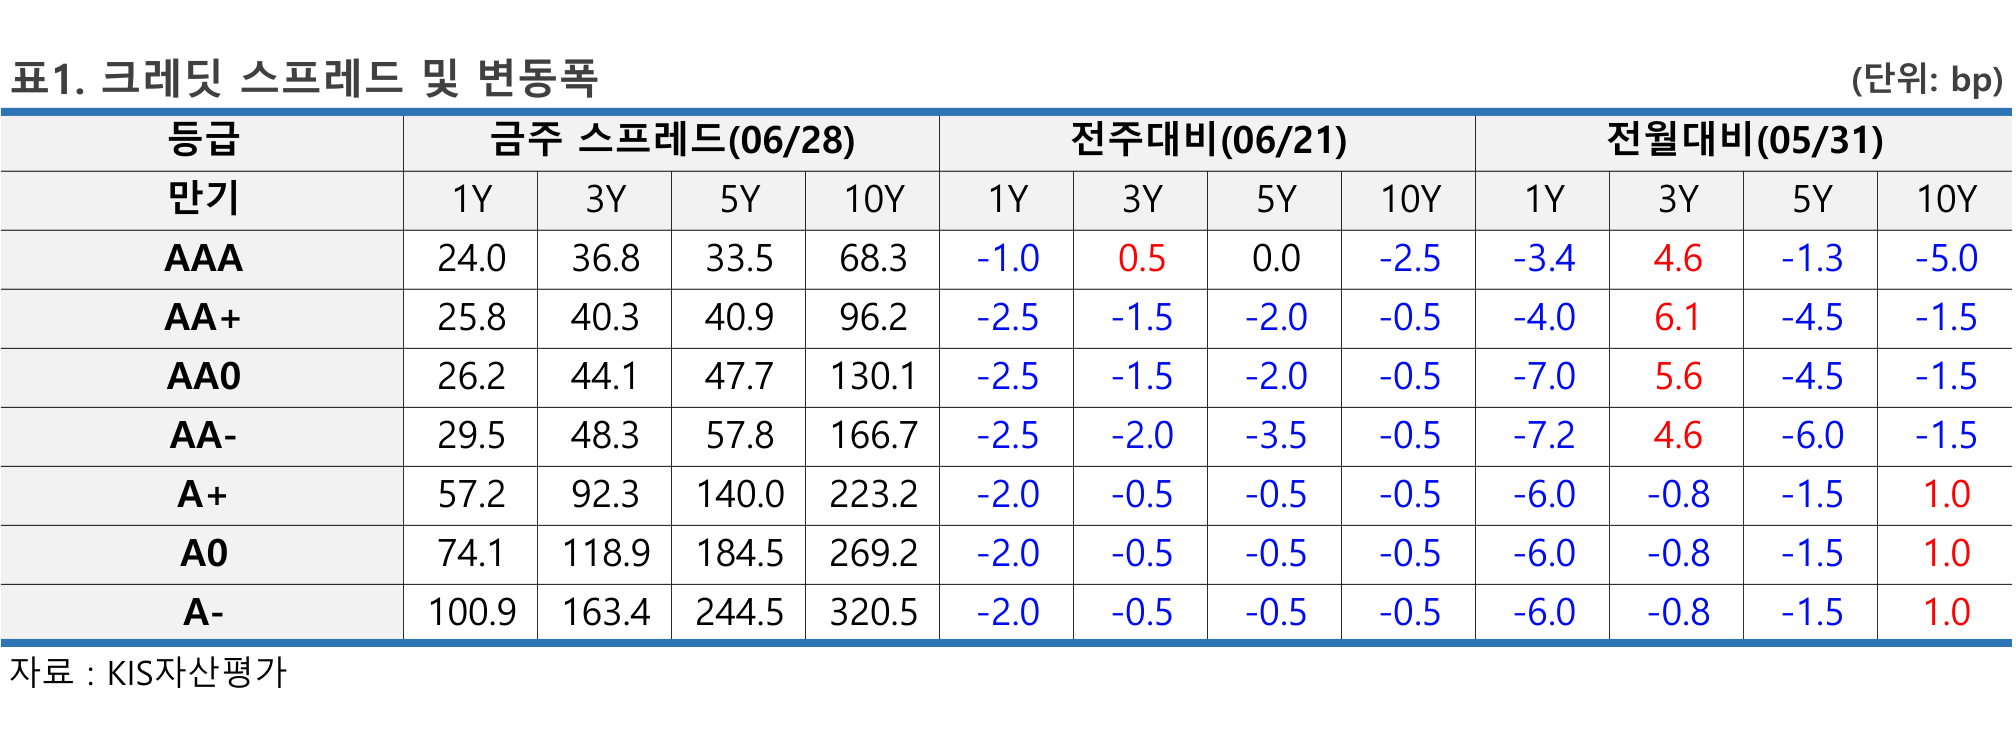 표1. 크레딧 스프레드 및 변동폭 (단위: bp)
등급 금주 스프레드(06/28) 전주대비(06/21) 전월대비(05/31)
만기 1Y 3Y 5Y 10Y 1Y 3Y 5Y 10Y 1Y 3Y 5Y 10Y
AAA 24.0 36.8 33.5 68.3 -1.0 0.5 0.0 -2.5 -3.4 4.6 -1.3 -5.0
AA+ 25.8 40.3 40.9 96.2 -2.5 -1.5 -2.0 -0.5 -4.0 6.1 -4.5 -1.5
AA0 26.2 44.1 47.7 130.1 -2.5 -1.5 -2.0 -0.5 -7.0 5.6 -4.5 -1.5
AA- 29.5 48.3 57.8 166.7 -2.5 -2.0 -3.5 -0.5 -7.2 4.6 -6.0 -1.5
A+ 57.2 92.3 140.0 223.2 -2.0 -0.5 -0.5 -0.5 -6.0 -0.8 -1.5 1.0
A0 74.1 118.9 184.5 269.2 -2.0 -0.5 -0.5 -0.5 -6.0 -0.8 -1.5 1.0
A- 100.9 163.4 244.5 320.5 -2.0 -0.5 -0.5 -0.5 -6.0 -0.8 -1.5 1.0
자료 : KIS자산평가